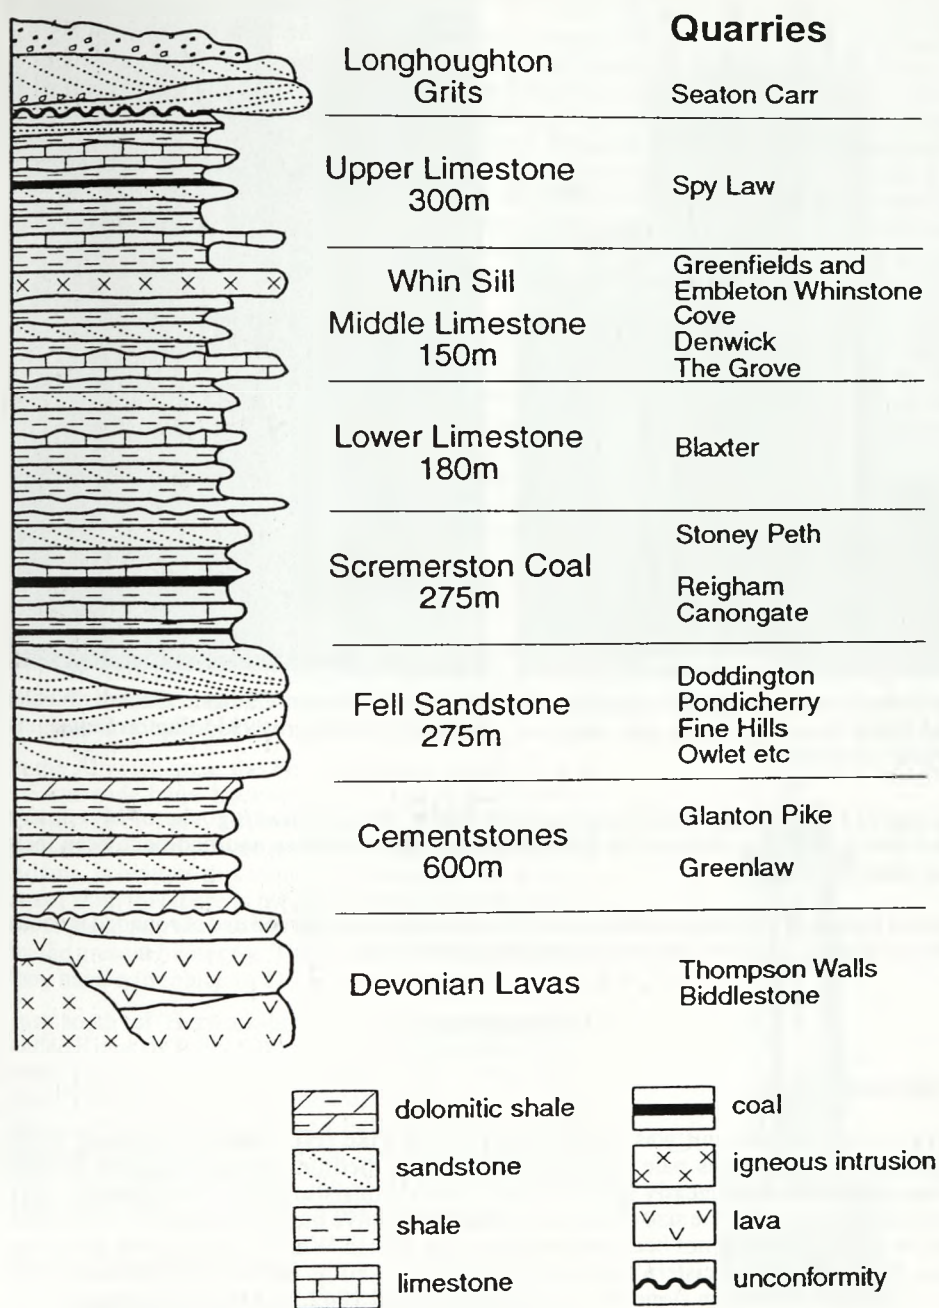 Quarries
Longhoughton
Grits
Seaton Carr
Upper Limestone
300m
Spy Law
Whin Sill
Middle Limestone
150m
Greenfields and
Embleton Whinstone
Cove
Denwick
The Grove
Lower Limestone
180m
Blaxter
Scremerston Coal
275m
Stoney Peth
Reigham
Canongate
Fell Sandstone
275m
Doddington
Pondicherry
Fine Hills
Owlet etc
Cementstones
600m
Glanton Pike
Greenlaw
Devonian Lavas
Thompson Walls
Biddlestone
dolomitic shale
sandstone
shale
limestone
coal
igneous intrusion
lava
unconformity